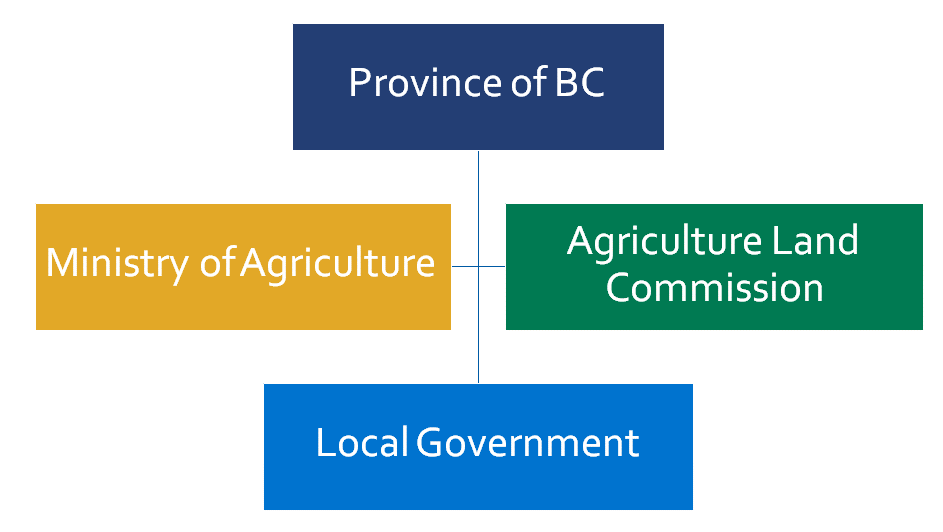 Province of BC
Ministry of Agriculture
Agriculture Land
Commission
Local Government